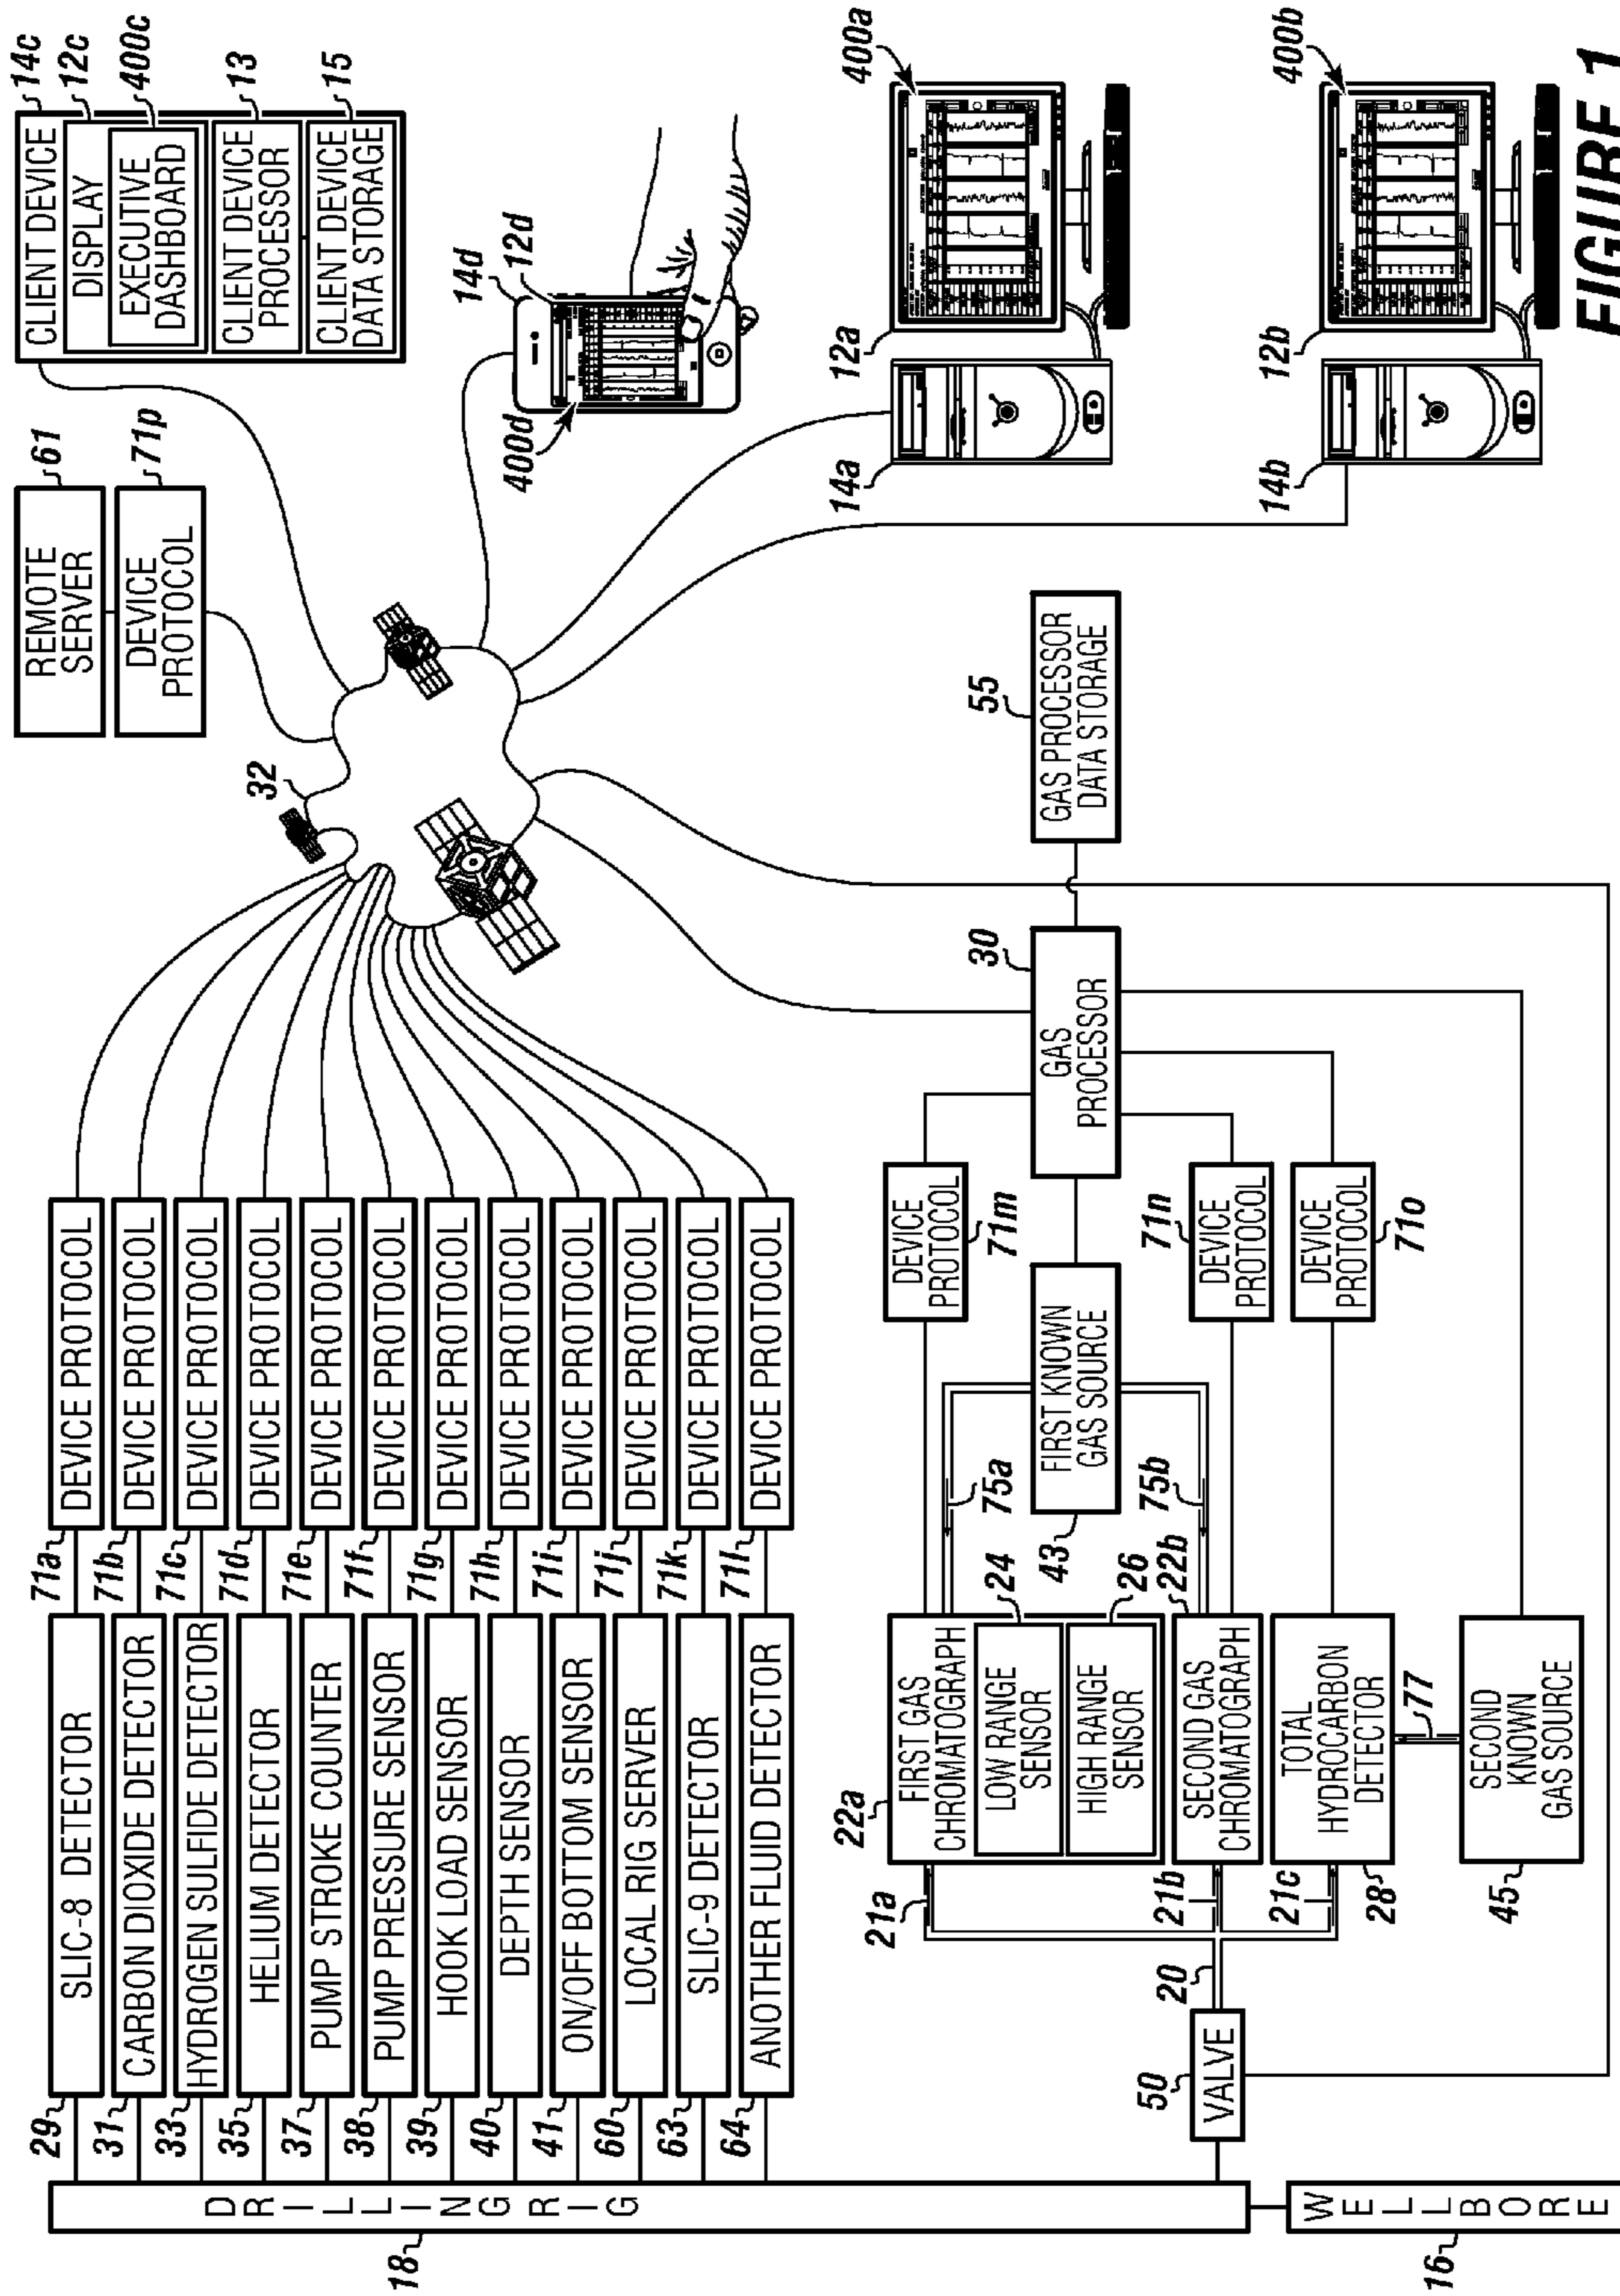 18
DRILLING RIG
16
WELLBORE
29
SLIC-8 DETECTOR
71a
DEVICE PROTOCOL
31
CARBON DIOXIDE DETECTOR
71b
DEVICE PROTOCOL
33
HYDROGEN SULFIDE DETECTOR
71c
DEVICE PROTOCOL
35
HELIUM DETECTOR
71d
DEVICE PROTOCOL
37
PUMP STROKE COUNTER
71e
DEVICE PROTOCOL
38
PUMP PRESSURE SENSOR
71f
DEVICE PROTOCOL
39
HOOK LOAD SENSOR
71g
DEVICE PROTOCOL
40
DEPTH SENSOR
71h
DEVICE PROTOCOL
41
ON/OFF BOTTOM SENSOR
71i
DEVICE PROTOCOL
60
LOCAL RIG SERVER
71j
DEVICE PROTOCOL
63
SLIC-9 DETECTOR
71k
DEVICE PROTOCOL
64
ANOTHER FLUID DETECTOR
71l
DEVICE PROTOCOL
32
REMOTE
SERVER
61
DEVICE
PROTOCOL
71p
CLIENT DEVICE
14c
DISPLAY
12c
EXECUTIVE
DASHBOARD
400c
CLIENT DEVICE
PROCESSOR
13
CLIENT DEVICE
DATA STORAGE
15
14d
12d
400d
14a
12a
400a
14b
12b
400b
50
VALVE
20
21a
21b
21c
22a
FIRST GAS
CHROMATOGRAPH
LOW RANGE
SENSOR
24
HIGH RANGE
SENSOR
26
SECOND GAS
CHROMATOGRAPH
22b
TOTAL
HYDROCARBON
DETECTOR
28
77
45
SECOND
KNOWN
GAS SOURCE
75a
75b
43
FIRST KNOWN
GAS SOURCE
DEVICE
PROTOCOL
71m
DEVICE
PROTOCOL
71n
DEVICE
PROTOCOL
71o
30
GAS
PROCESSOR
55
GAS PROCESSOR
DATA STORAGE
FIGURE 1